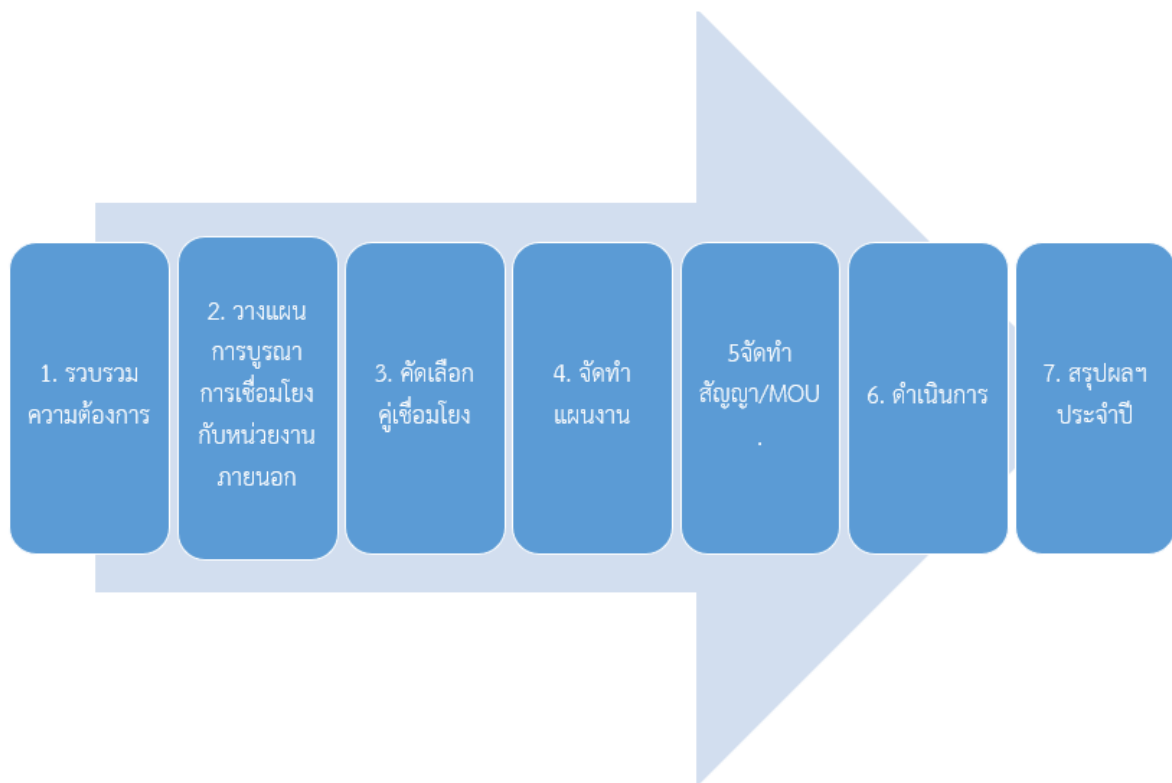 1. รวบรวม
ความต้องการ
2. วางแผน
การบูรณา
การเชื่อมโยง
กับหน่วยงาน
ภายนอก
3. คัดเลือก
คู่เชื่อมโยง
4. จัดทำ
แผนงาน
5จัดทำ
สัญญา/MOU
.
6. ดำเนินการ
7. สรุปผลฯ
ประจำปี